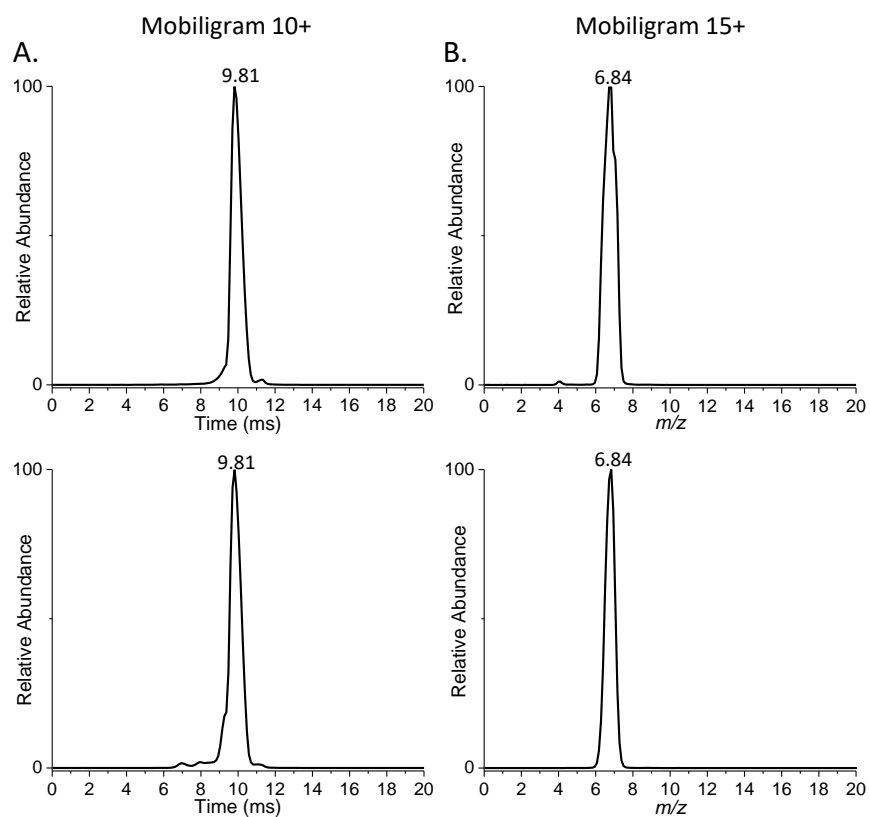 Mobiligram 10+
Mobiligram 15+
A.
B.
9.81
100
Relative Abundance
0
0 2 4 6 8 10 12 14 16 18 20
Time (ms)
6.84
100
Relative Abundance
0
0 2 4 6 8 10 12 14 16 18 20
m/z
9.81
100
Relative Abundance
0
0 2 4 6 8 10 12 14 16 18 20
Time (ms)
6.84
100
Relative Abundance
0
0 2 4 6 8 10 12 14 16 18 20
m/z